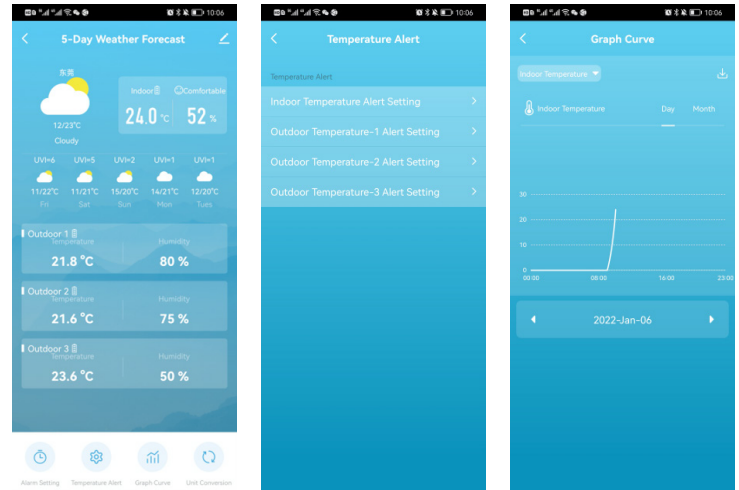 10:06
5-Day Weather Forecast
东莞
Indoor Comfortable
24.0 °C 52 %
12/23°C
Cloudy
UVI=6 UVI=5 UVI=2 UVI=1 UVI=1
11/22°C 11/21°C 15/20°C 14/21°C 12/20°C
Fri Sat Sun Mon Tues
Outdoor 1
Temperature Humidity
21.8 °C 80 %
Outdoor 2
Temperature Humidity
21.6 °C 75 %
Outdoor 3
Temperature Humidity
23.6 °C 50 %
Alarm Setting Temperature Alert Graph Curve Unit Conversion
10:06
Temperature Alert
Temperature Alert
Indoor Temperature Alert Setting
Outdoor Temperature-1 Alert Setting
Outdoor Temperature-2 Alert Setting
Outdoor Temperature-3 Alert Setting
10:06
Graph Curve
Indoor Temperature
Indoor Temperature Day Month
30
20
10
0
00:00 08:00 16:00 23:00
2022-Jan-06